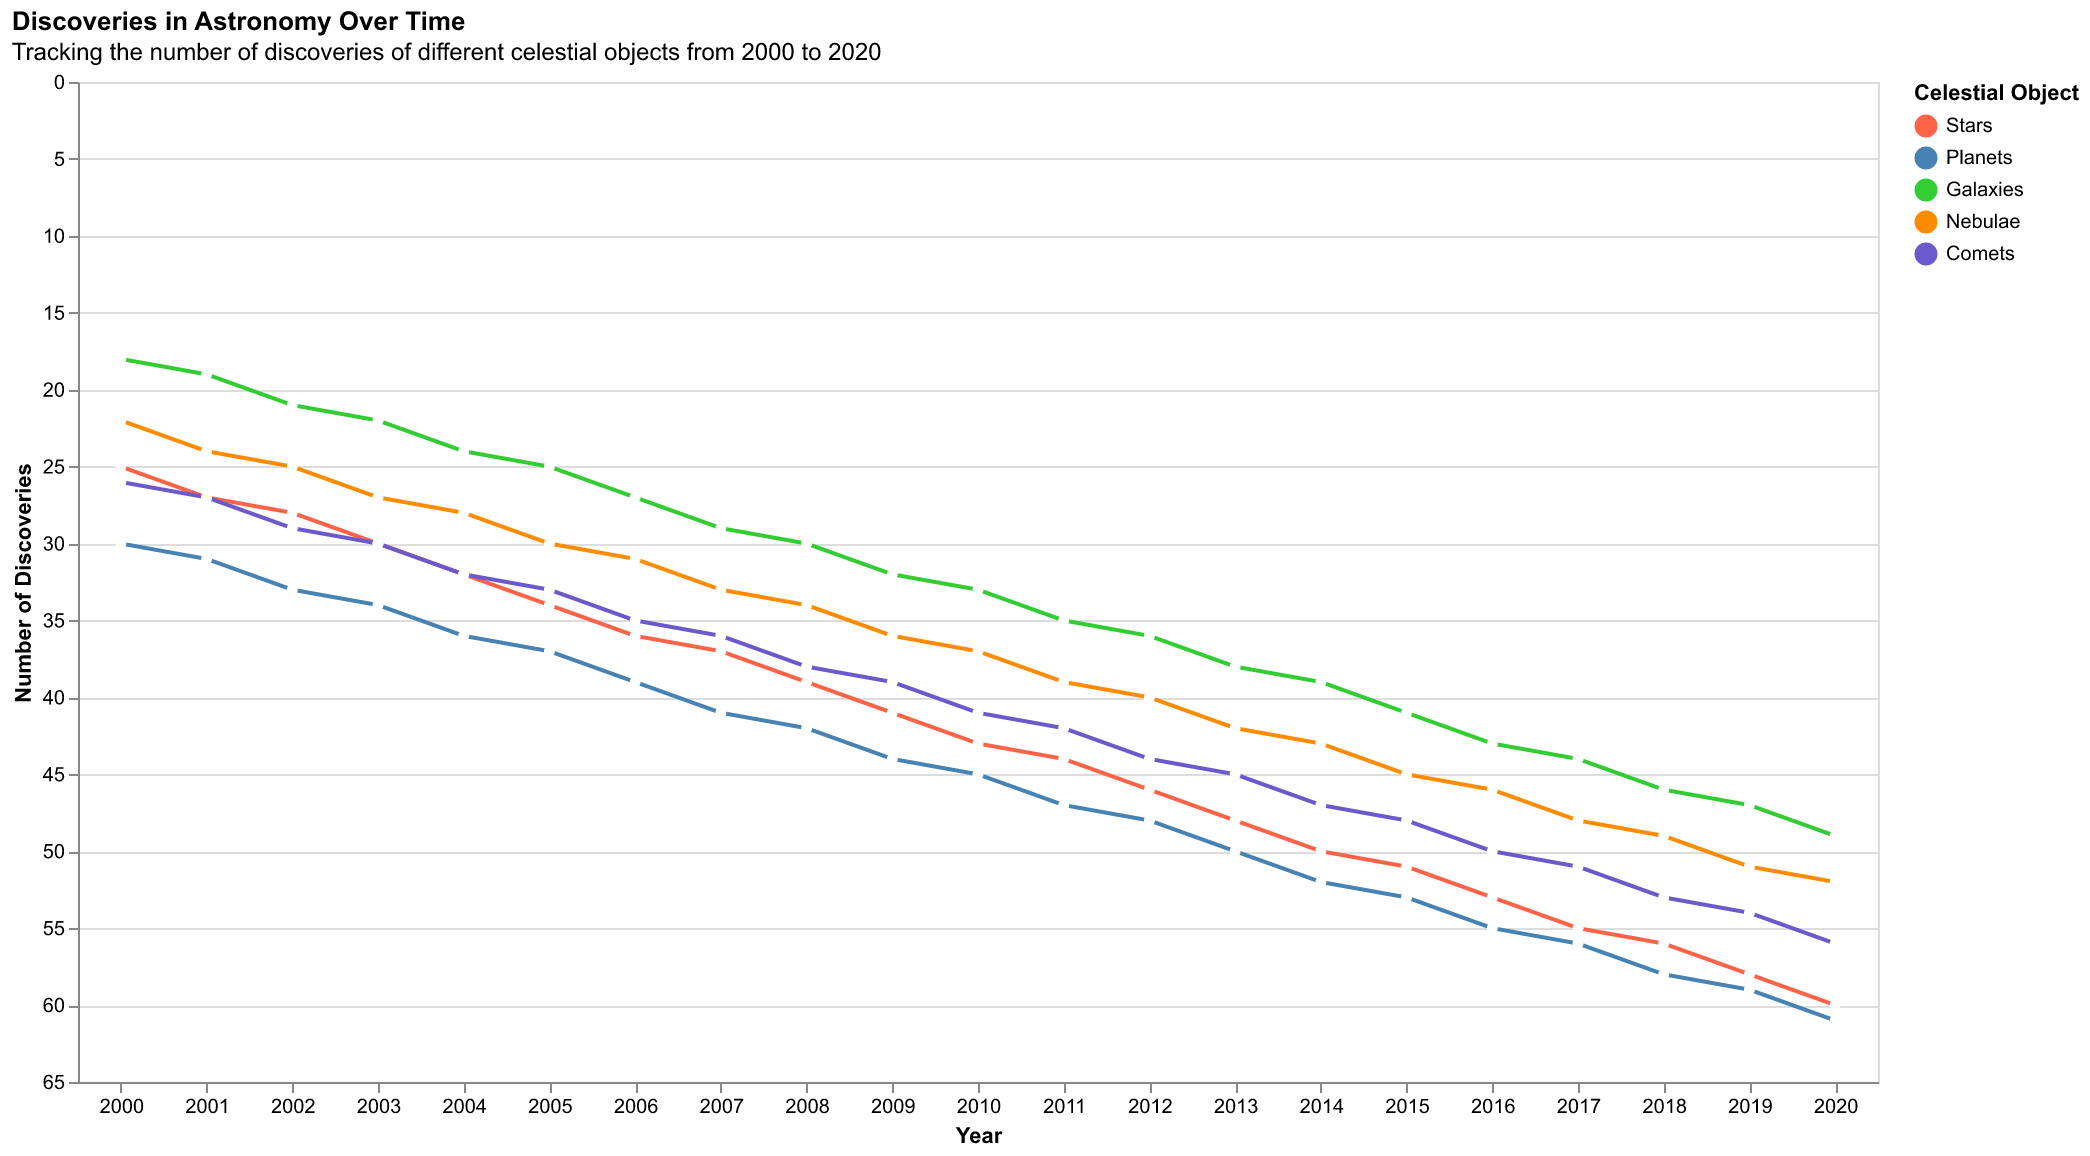 Discoveries in Astronomy Over Time
Tracking the number of discoveries of different celestial objects from 2000 to 2020
0
5
10
15
20
25
30
35
40
45
50
55
60
65
Number of Discoveries
2000 2001 2002 2003 2004 2005 2006 2007 2008 2009 2010 2011 2012 2013 2014 2015 2016 2017 2018 2019 2020
Year
Celestial Object
Stars
Planets
Galaxies
Nebulae
Comets